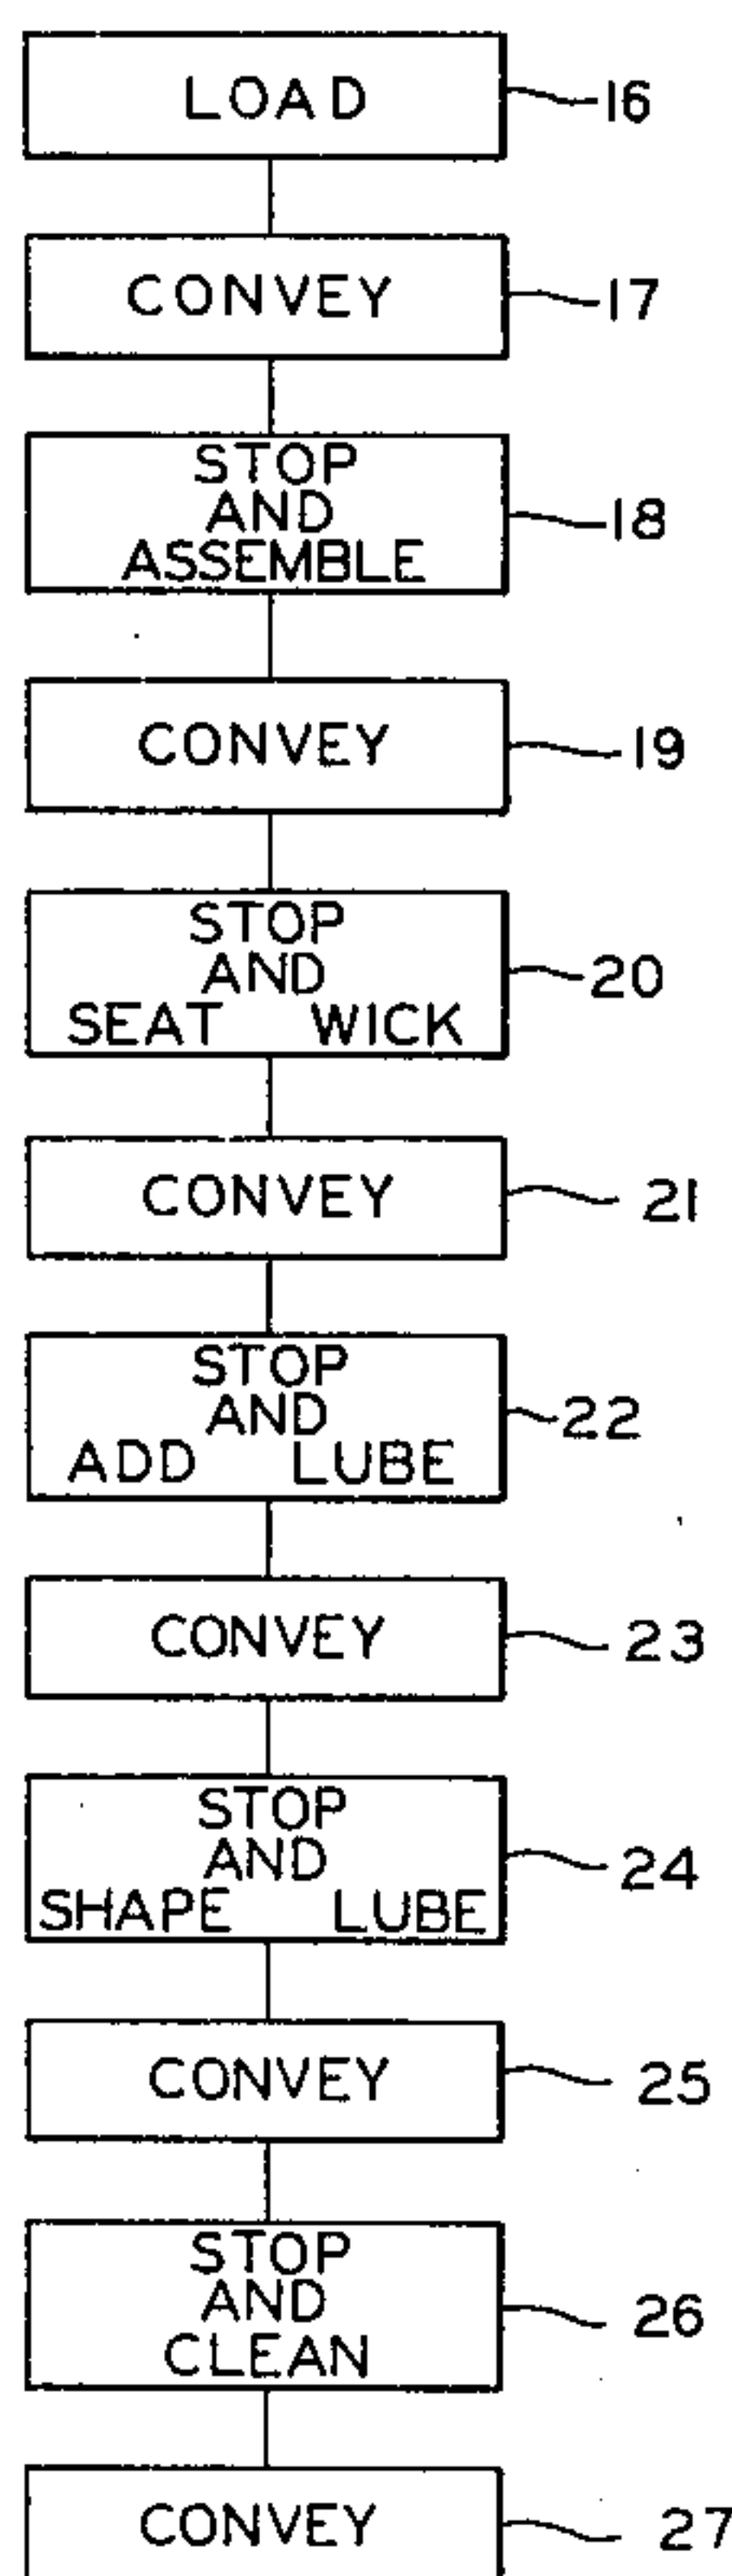 LOAD
16
CONVEY
17
STOP
AND
ASSEMBLE
18
CONVEY
19
STOP
AND
SEAT WICK
20
CONVEY
21
STOP
AND
ADD LUBE
22
CONVEY
23
STOP
AND
SHAPE LUBE
24
CONVEY
25
STOP
AND
CLEAN
26
CONVEY
27